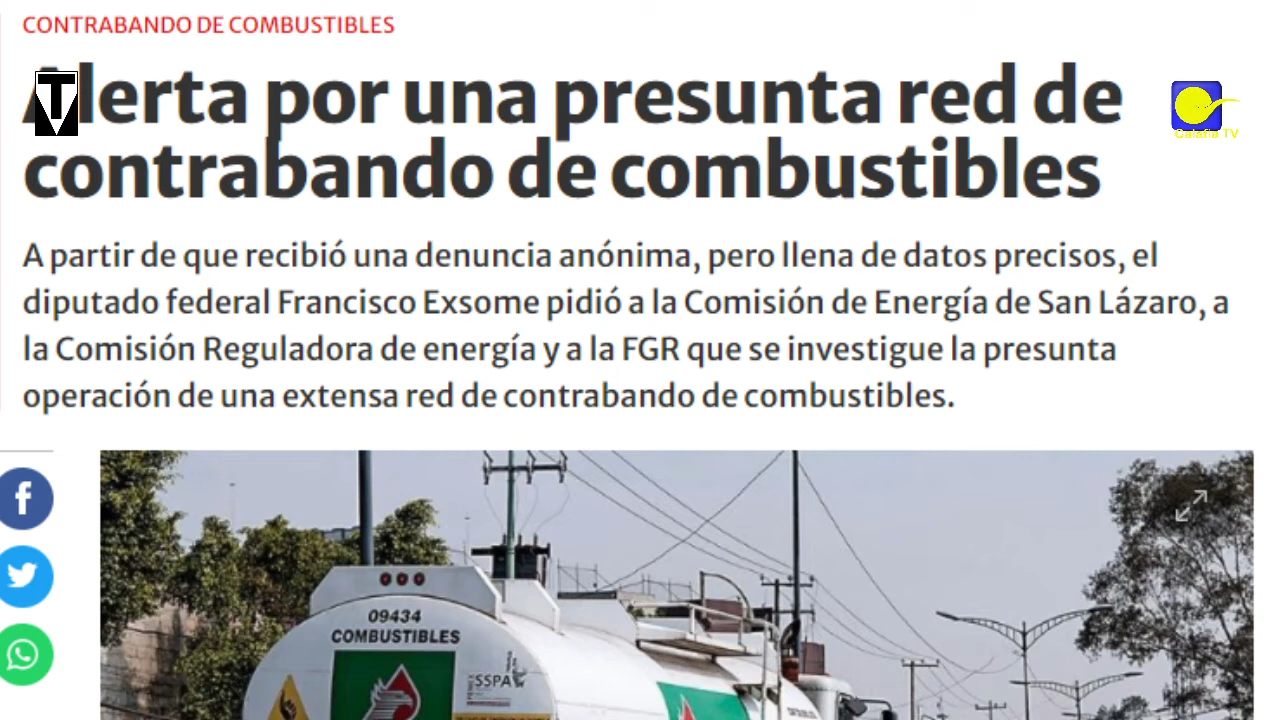 CONTRABANDO DE COMBUSTIBLES
Alerta por una presunta red de
contrabando de combustibles
T
Calafia TV
A partir de que recibió una denuncia anónima, pero llena de datos precisos, el
diputado federal Francisco Exsome pidió a la Comisión de Energía de San Lázaro, a
la Comisión Reguladora de energía y a la FGR que se investigue la presunta
operación de una extensa red de contrabando de combustibles.
09434
COMBUSTIBLES
SSPA